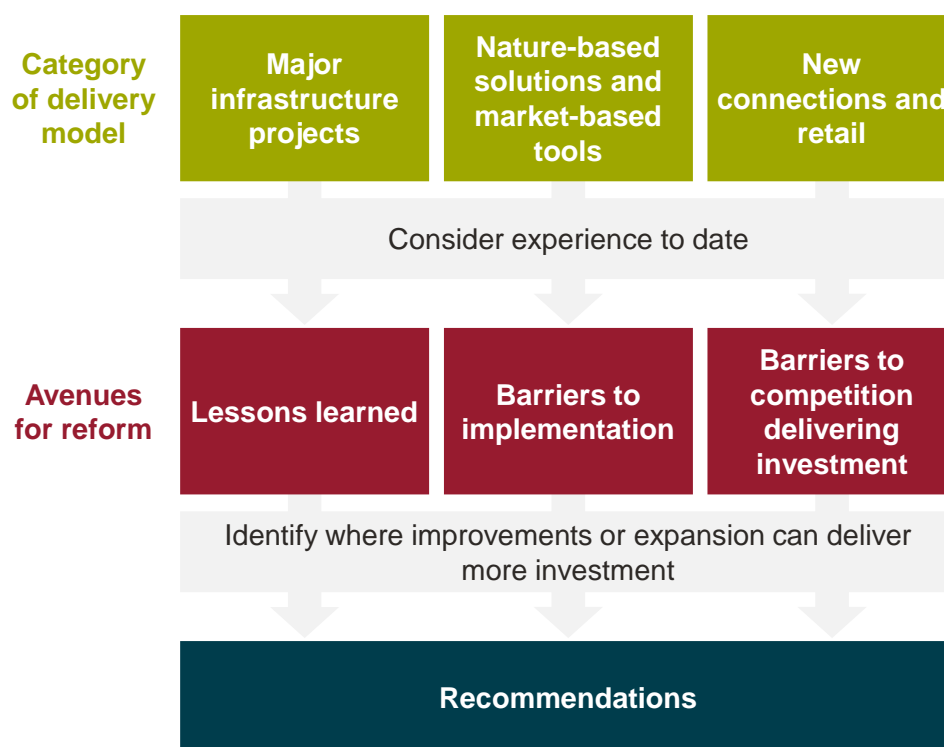 Category
of delivery
model
Major
infrastructure
projects
Nature-based
solutions and
market-based
tools
New
connections and
retail
Consider experience to date
Avenues
for reform
Lessons learned
Barriers to
implementation
Barriers to
competition
delivering
investment
Identify where improvements or expansion can deliver
more investment
Recommendations